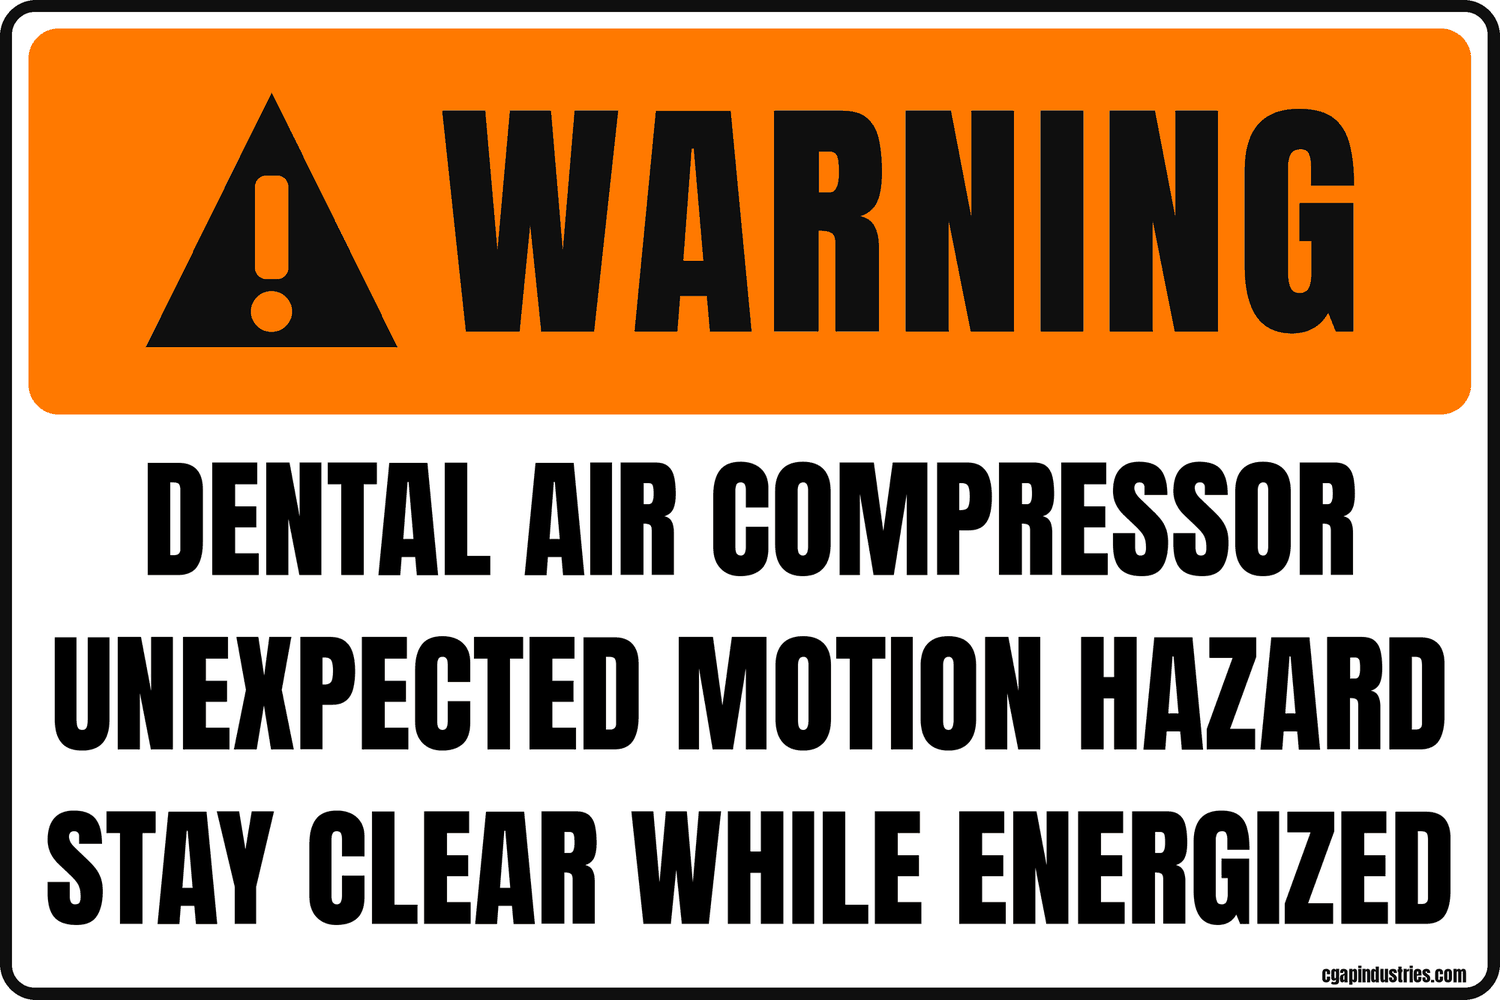 WARNING
DENTAL AIR COMPRESSOR
UNEXPECTED MOTION HAZARD
STAY CLEAR WHILE ENERGIZED
cgapindustries.com